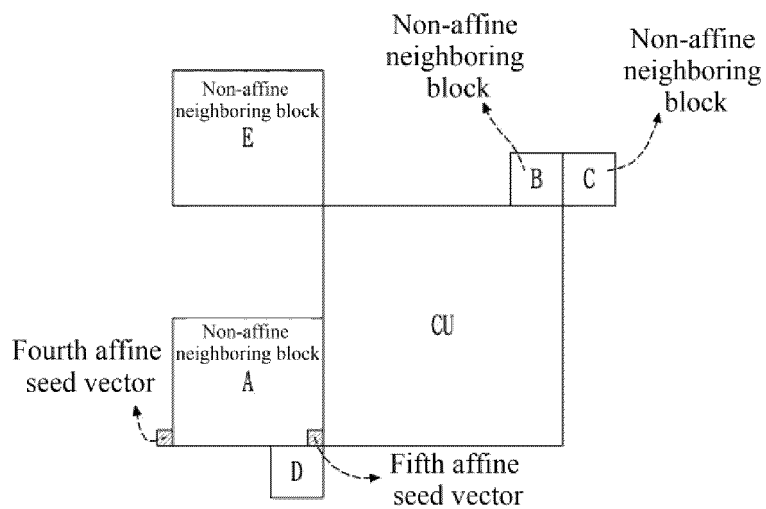 Non-affine
neighboring
block
Non-affine
neighboring
block
Non-affine
neighboring block
E
B
C
CU
Non-affine
neighboring block
A
Fourth affine
seed vector
D
Fifth affine
seed vector